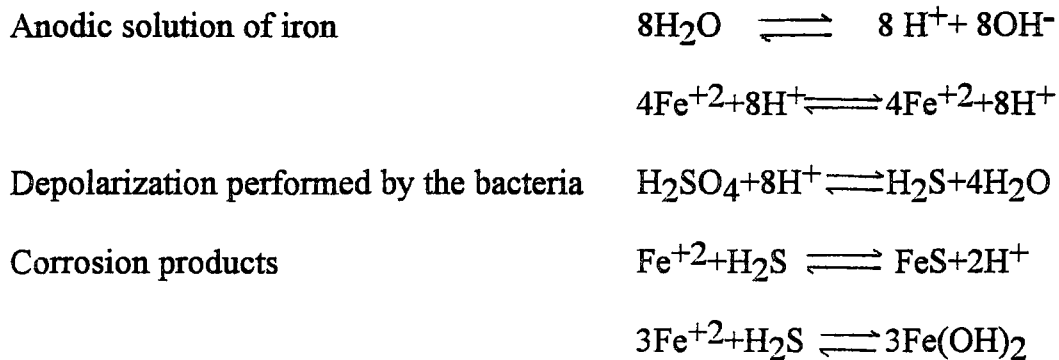 Anodic solution of iron 8H₂O ⇌ 8 H⁺+ 8OH⁻
4Fe⁺²+8H⁺⇌4Fe⁺²+8H⁺
Depolarization performed by the bacteria H₂SO₄+8H⁺⇌H₂S+4H₂O
Corrosion products Fe⁺²+H₂S ⇌ FeS+2H⁺
3Fe⁺²+H₂S ⇌3Fe(OH)₂